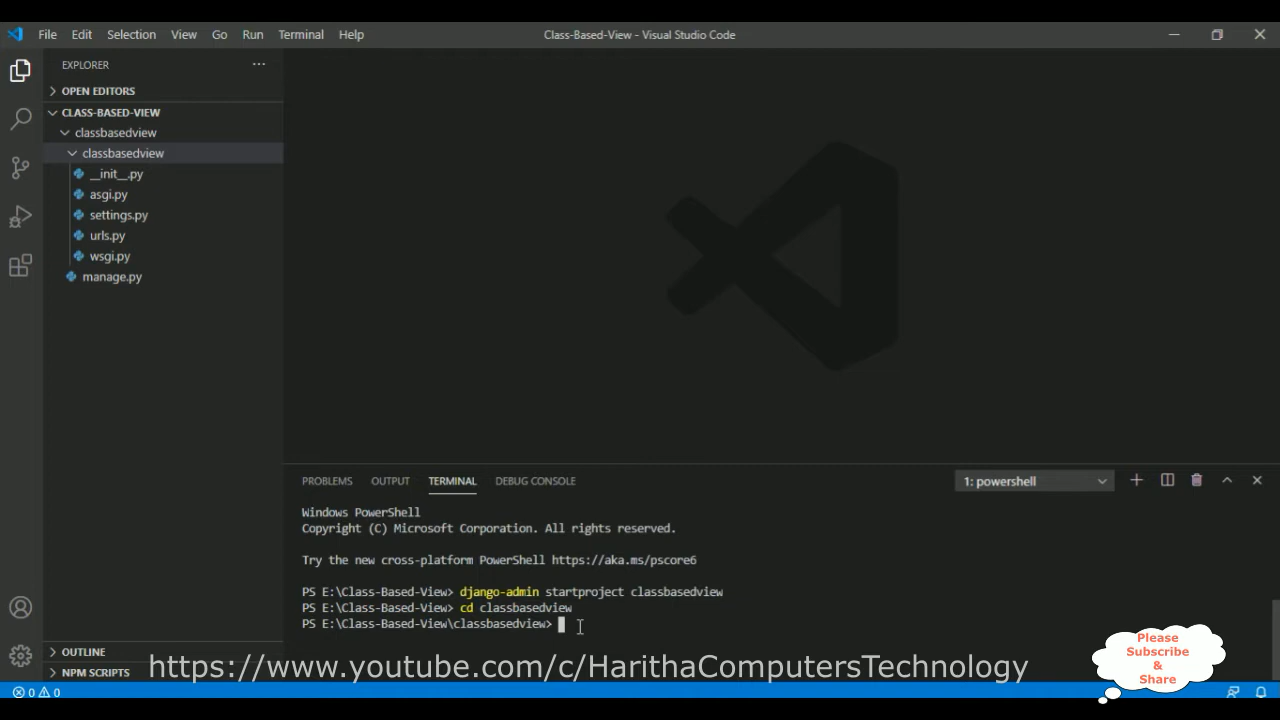 File Edit Selection View Go Run Terminal Help
Class-Based-View - Visual Studio Code
EXPLORER
OPEN EDITORS
CLASS-BASED-VIEW
classbasedview
classbasedview
__init__.py
asgi.py
settings.py
urls.py
wsgi.py
manage.py
OUTLINE
NPM SCRIPTS
PROBLEMS OUTPUT TERMINAL DEBUG CONSOLE
1: powershell
Windows PowerShell
Copyright (C) Microsoft Corporation. All rights reserved.
Try the new cross-platform PowerShell https://aka.ms/pscore6
PS E:\Class-Based-View> django-admin startproject classbasedview
PS E:\Class-Based-View> cd classbasedview
PS E:\Class-Based-View\classbasedview>
https://www.youtube.com/c/HarithaComputersTechnology
Please
Subscribe
&
Share
0 0